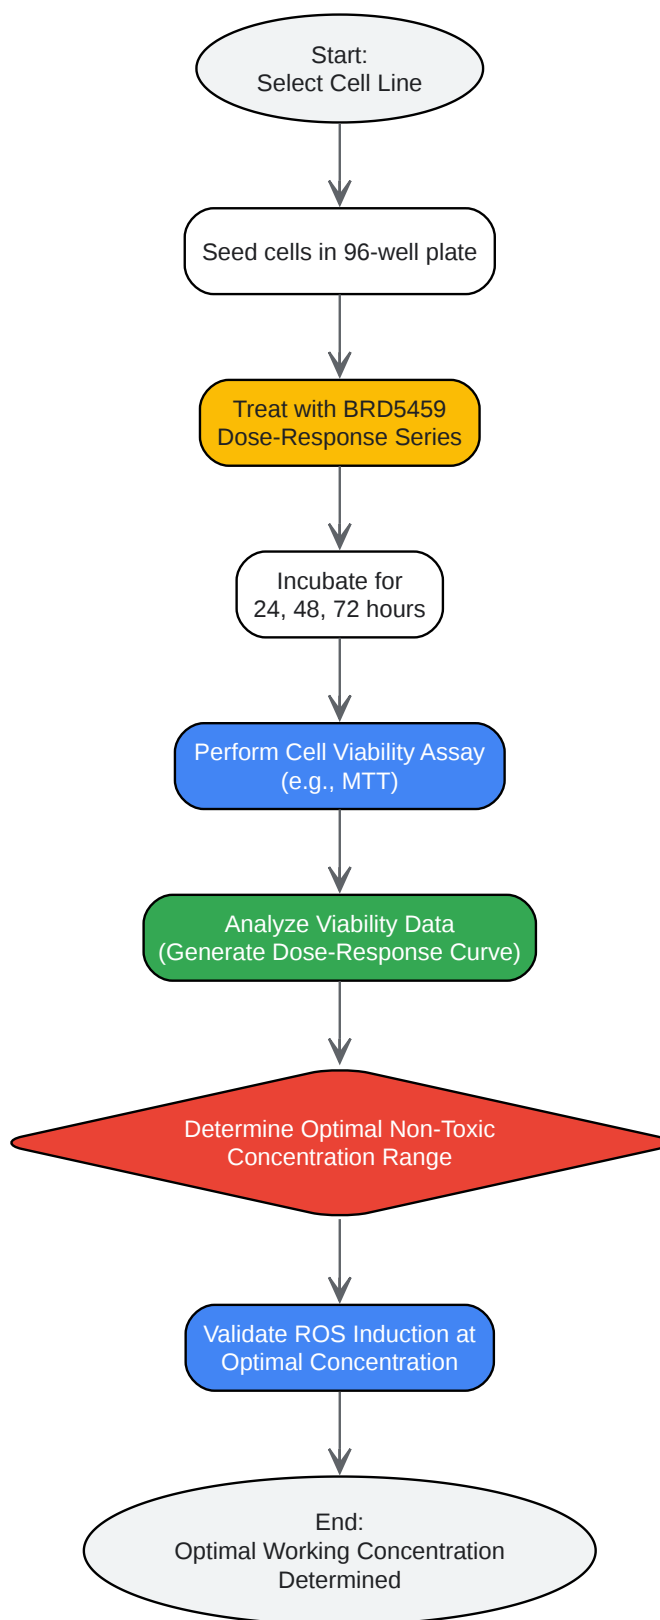 Start:
Select Cell Line
Seed cells in 96-well plate
Treat with BRD5459
Dose-Response Series
Incubate for
24, 48, 72 hours
Perform Cell Viability Assay
(e.g., MTT)
Analyze Viability Data
(Generate Dose-Response Curve)
Determine Optimal Non-Toxic
Concentration Range
Validate ROS Induction at
Optimal Concentration
End:
Optimal Working Concentration
Determined